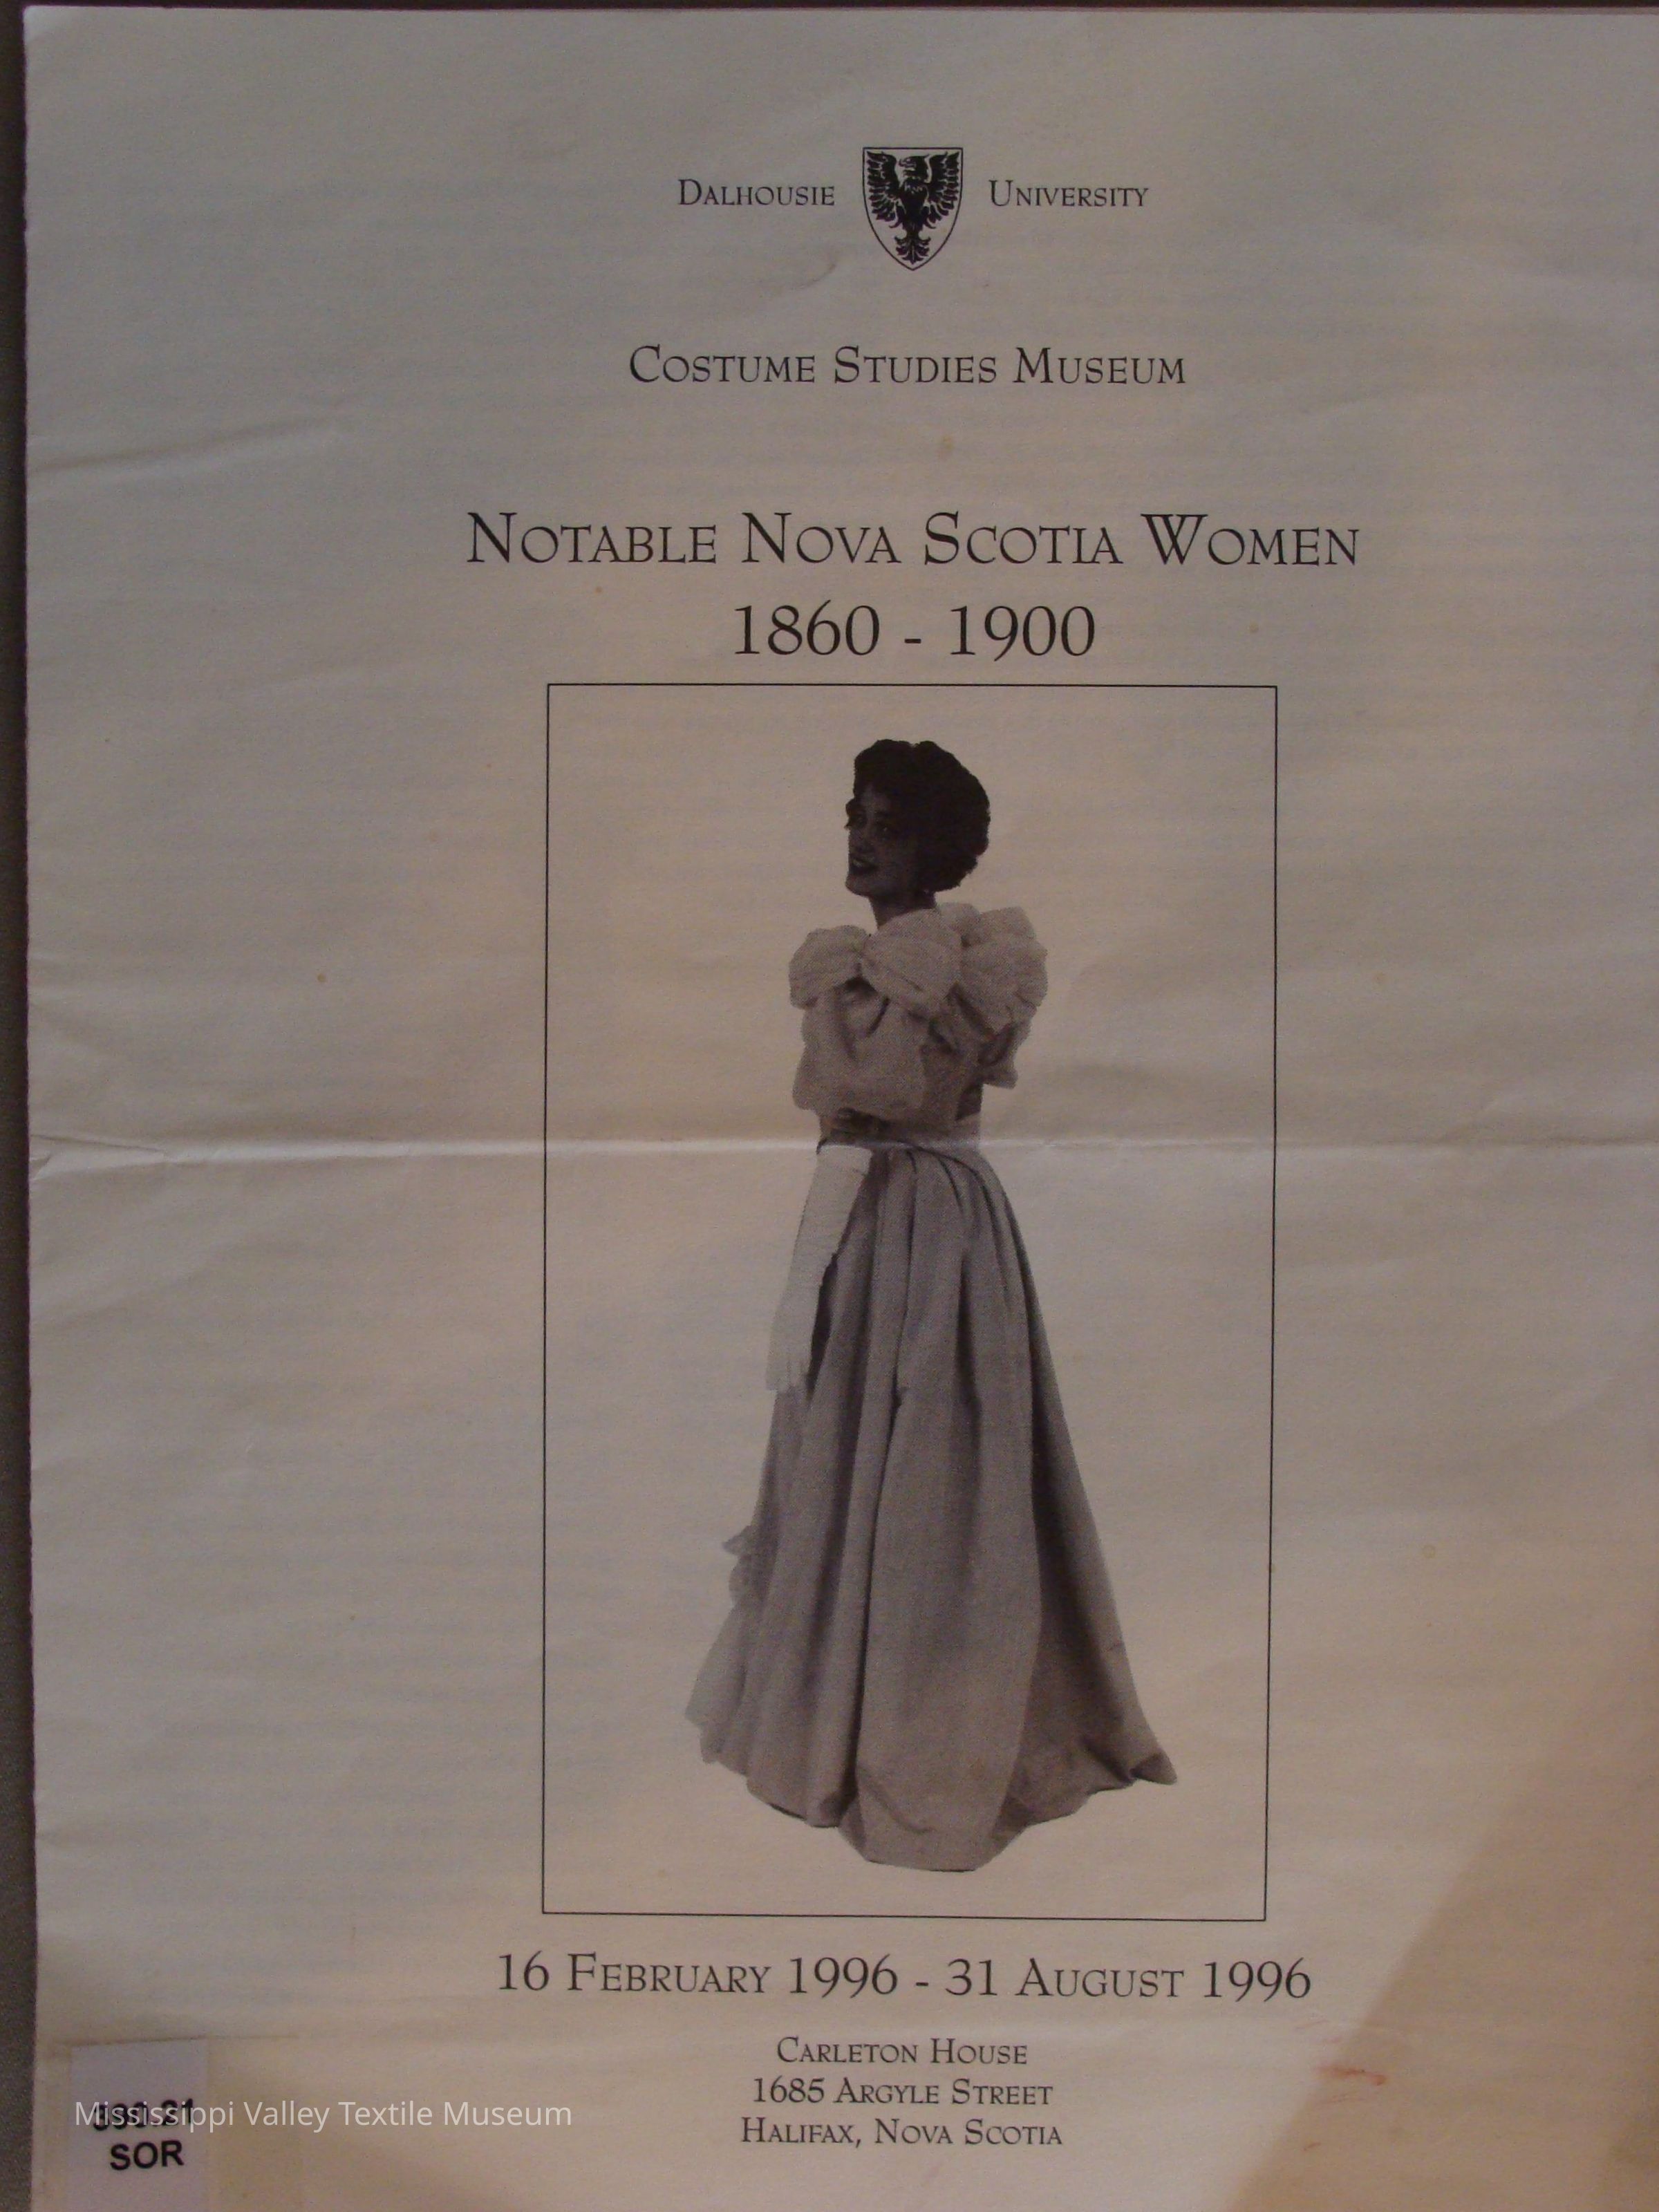 DALHOUSIE UNIVERSITY
COSTUME STUDIES MUSEUM
NOTABLE NOVA SCOTIA WOMEN
1860 - 1900
16 FEBRUARY 1996 - 31 AUGUST 1996
CARLETON HOUSE
1685 ARGYLE STREET
HALIFAX, NOVA SCOTIA
Mississippi Valley Textile Museum
SOR